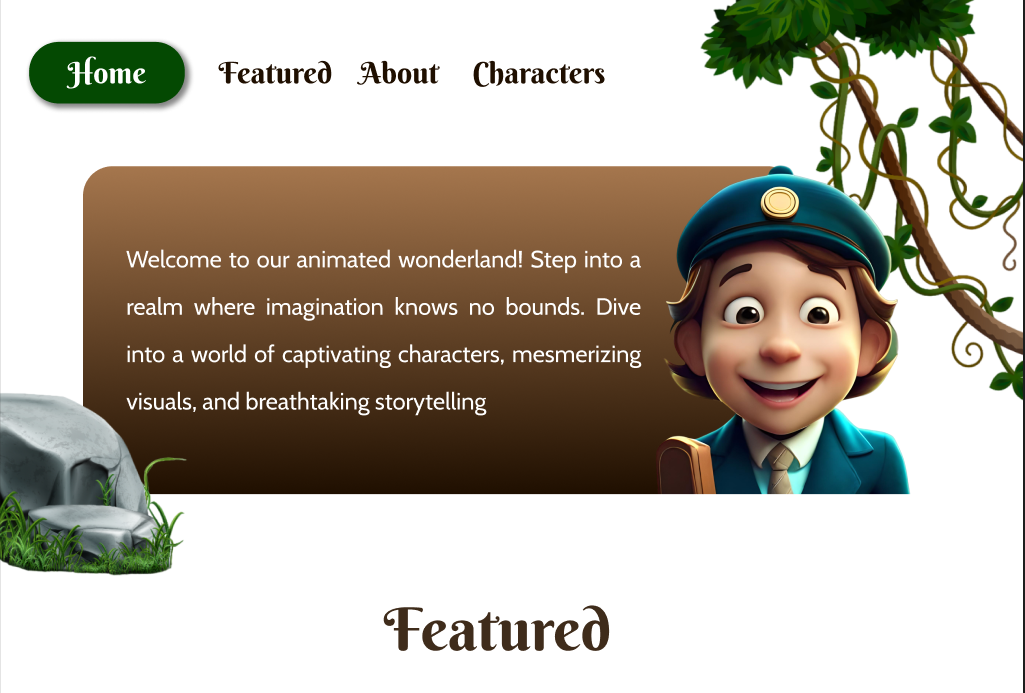 Home Featured About Characters
Welcome to our animated wonderland! Step into a
realm where imagination knows no bounds. Dive
into a world of captivating characters, mesmerizing
visuals, and breathtaking storytelling
Featured